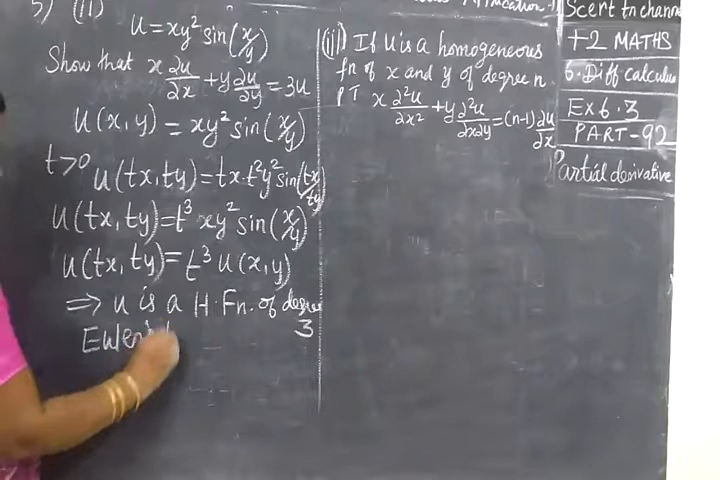 5) (ii)
u = xy² sin(x/y)
Show that x ∂u/∂x + y ∂u/∂y = 3u
u(x, y) = xy² sin(x/y)
t>0 u(tx, ty) = tx·t²y² sin(tx/ty)
u(tx, ty) = t³ xy² sin(x/y)
u(tx, ty) = t³ u(x, y)
⇒ u is a H. Fn. of degree
3
Euler's
(iii) If u is a homogeneous
fn of x and y of degree n.
PT x ∂²u/∂x² + y ∂²u/∂x∂y = (n-1) ∂u/∂x
Scert tn channe
+2 MATHS
6. Diff calculus
Ex 6.3
PART-92
Partial derivative